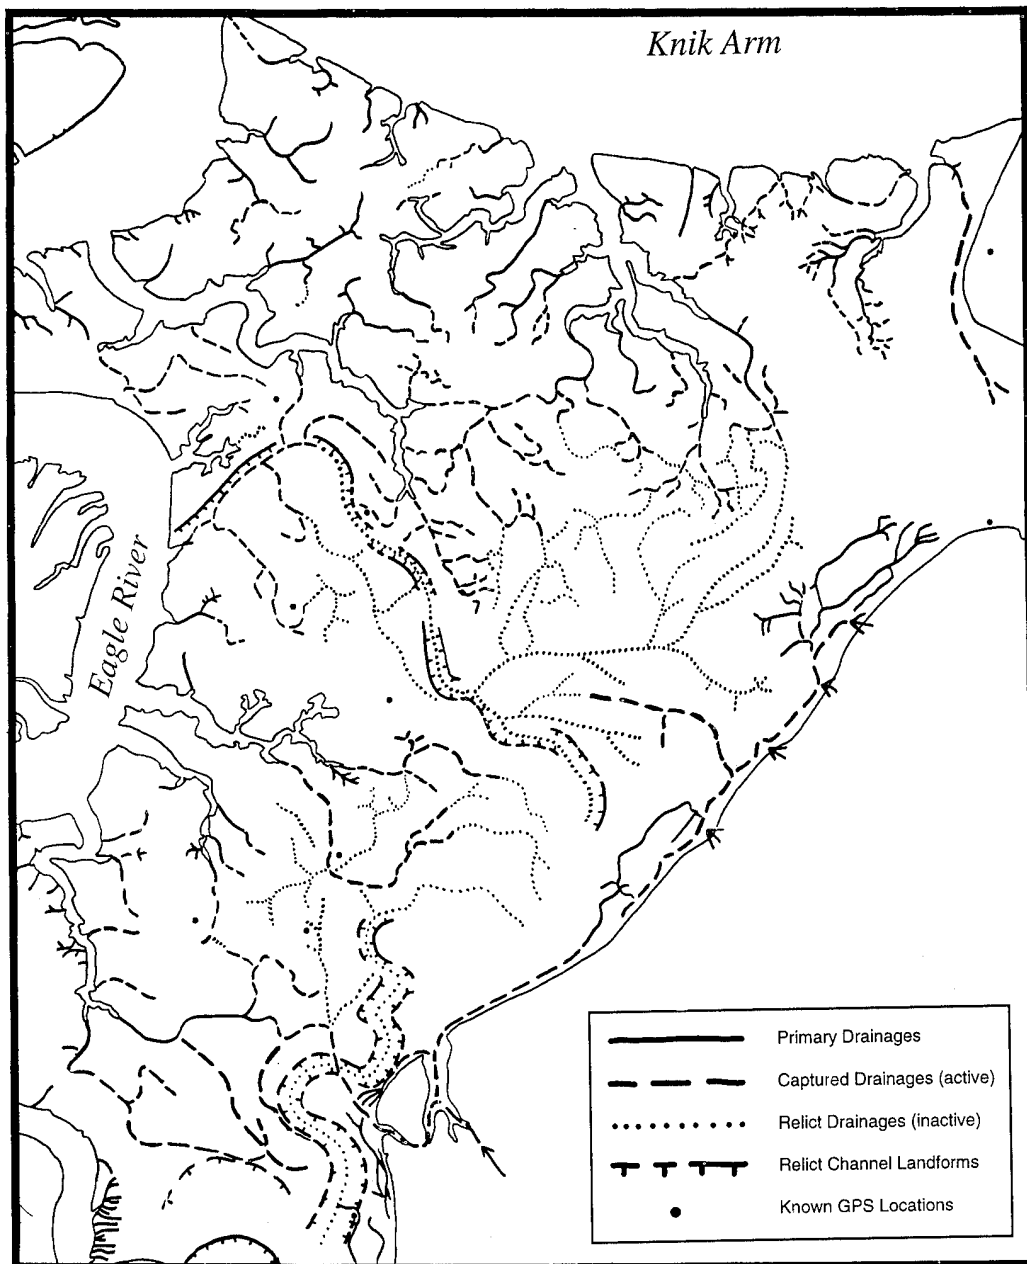 Knik Arm
Eagle River
Primary Drainages
Captured Drainages (active)
Relict Drainages (inactive)
Relict Channel Landforms
Known GPS Locations